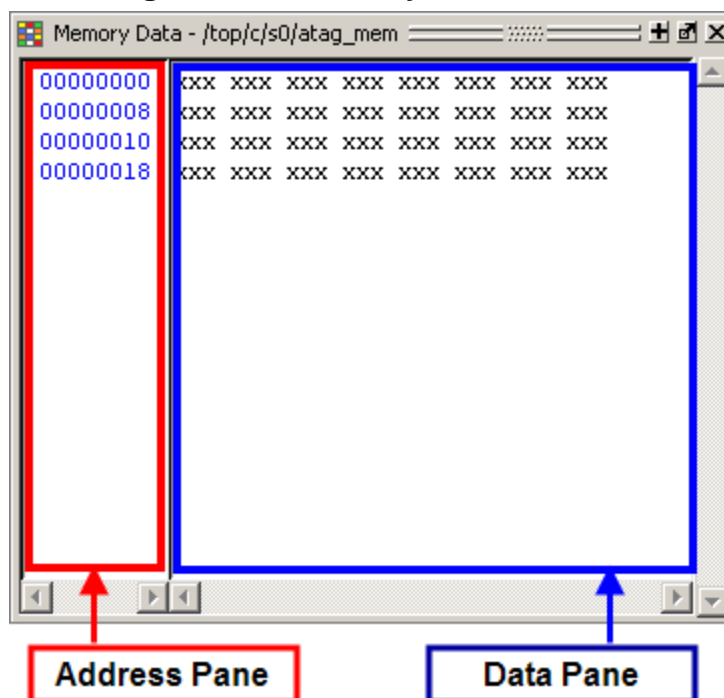 Memory Data - /top/c/s0/atag_mem
00000000 xxx xxx xxx xxx xxx xxx xxx xxx
00000008 xxx xxx xxx xxx xxx xxx xxx xxx
00000010 xxx xxx xxx xxx xxx xxx xxx xxx
00000018 xxx xxx xxx xxx xxx xxx xxx xxx
Address Pane Data Pane